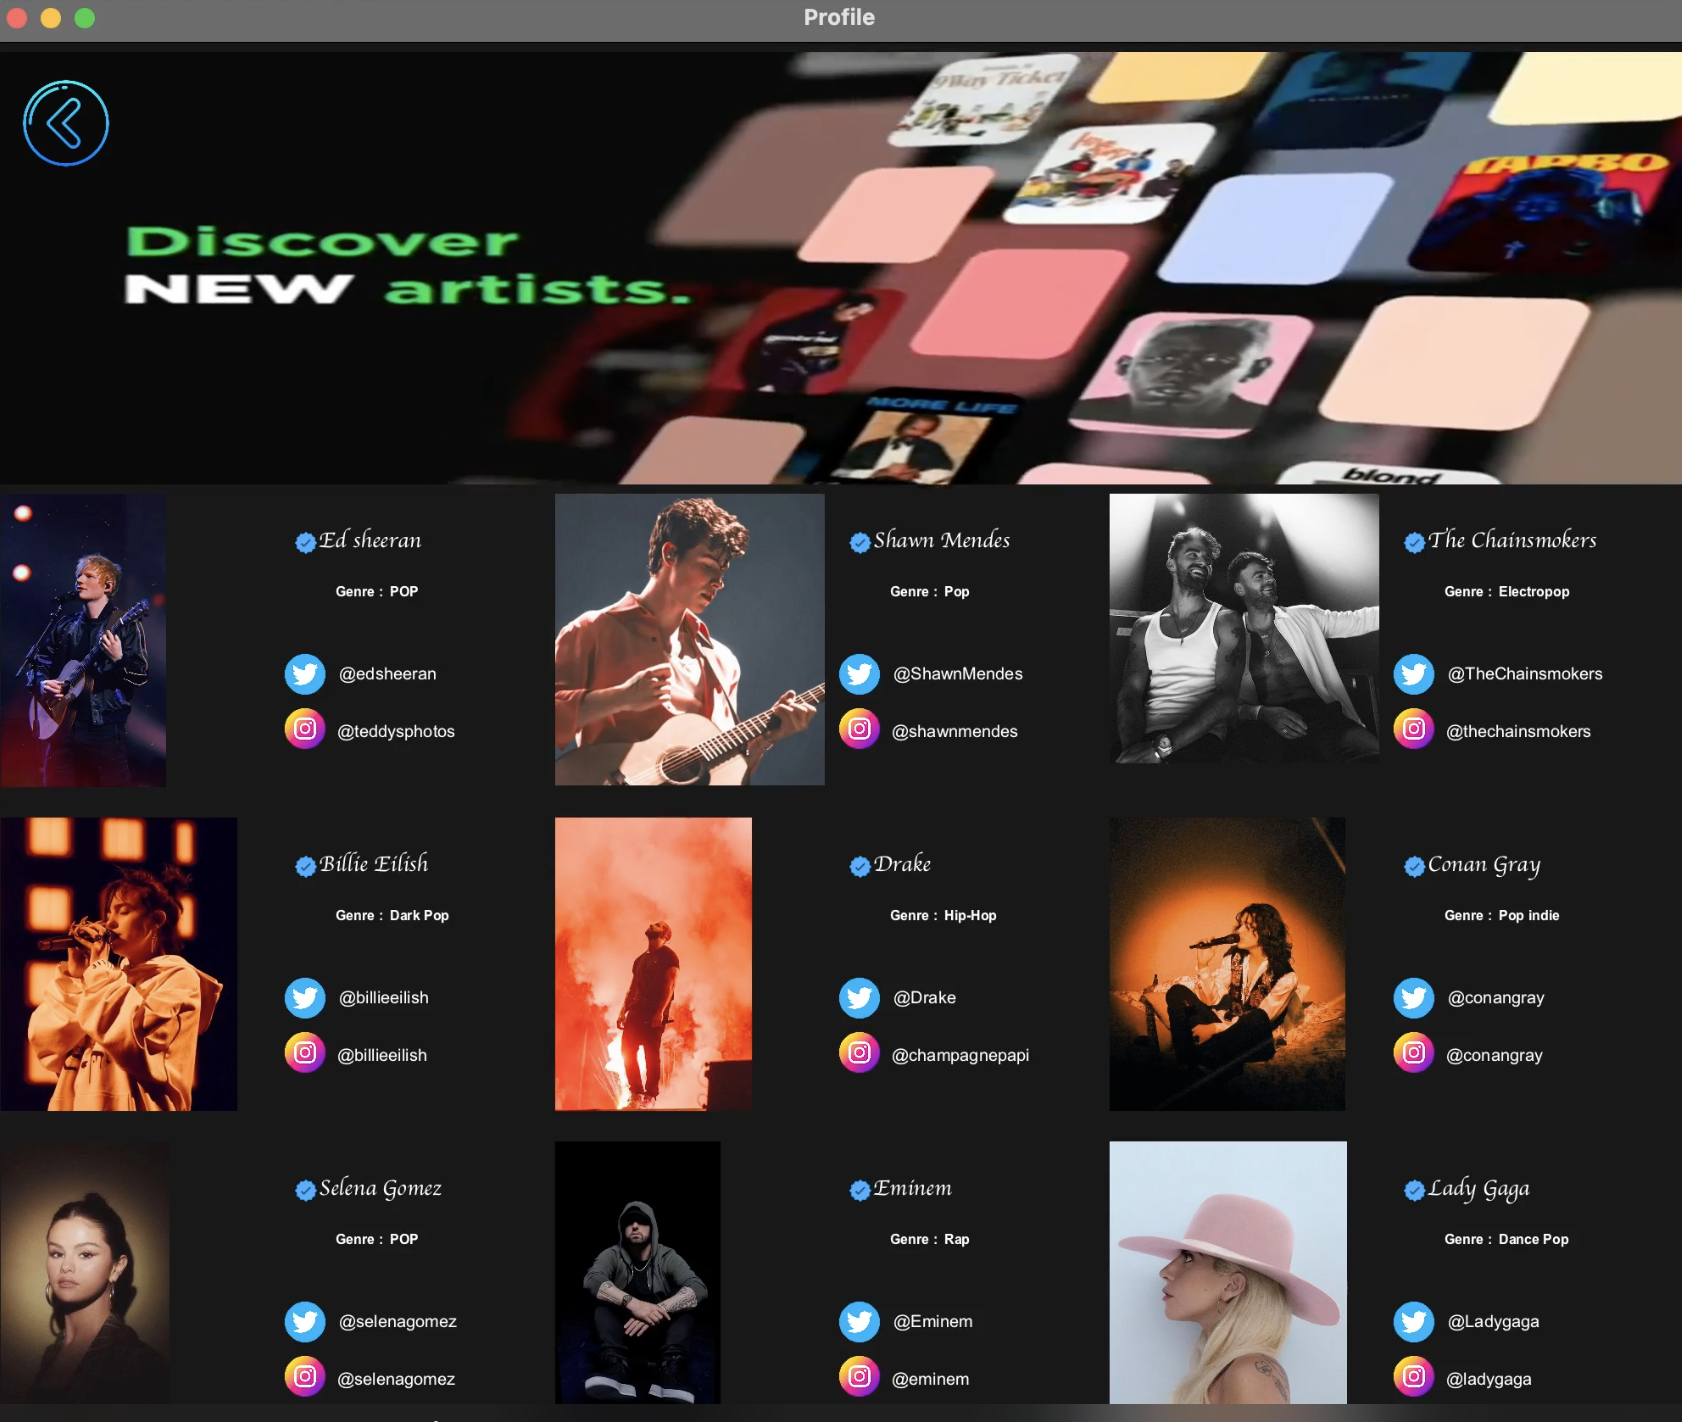 Profile
9Way Ticket
Discover
NEW artists.
TAPBO
MORE LIFE
blond
Ed sheeran
Genre : POP
@edsheeran
@teddysphotos
Shawn Mendes
Genre : Pop
@ShawnMendes
@shawnmendes
The Chainsmokers
Genre : Electropop
@TheChainsmokers
@thechainsmokers
Billie Eilish
Genre : Dark Pop
@billieeilish
@billieeilish
Drake
Genre : Hip-Hop
@Drake
@champagnepapi
Conan Gray
Genre : Pop indie
@conangray
@conangray
Selena Gomez
Genre : POP
@selenagomez
@selenagomez
Eminem
Genre : Rap
@Eminem
@eminem
Lady Gaga
Genre : Dance Pop
@Ladygaga
@ladygaga